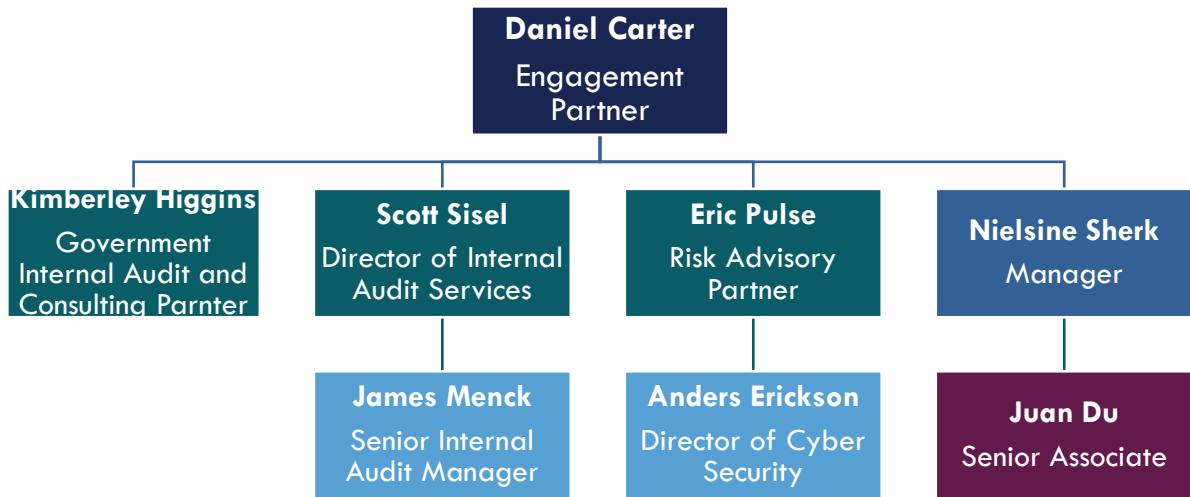 Daniel Carter
Engagement
Partner
Kimberley Higgins
Government
Internal Audit and
Consulting Parnter
Scott Sisel
Director of Internal
Audit Services
Eric Pulse
Risk Advisory
Partner
Nielsine Sherk
Manager
James Menck
Senior Internal
Audit Manager
Anders Erickson
Director of Cyber
Security
Juan Du
Senior Associate